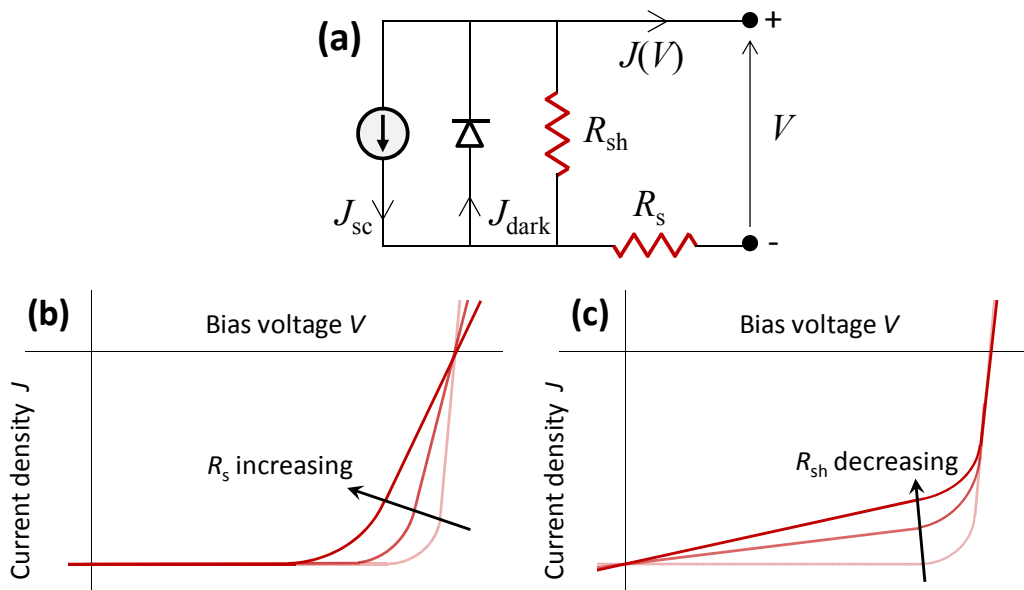 (a)
J(V)
+
V
R_sh
J_sc
J_dark
R_s
-
(b)
Bias voltage V
Current density J
R_s increasing
(c)
Bias voltage V
Current density J
R_sh decreasing